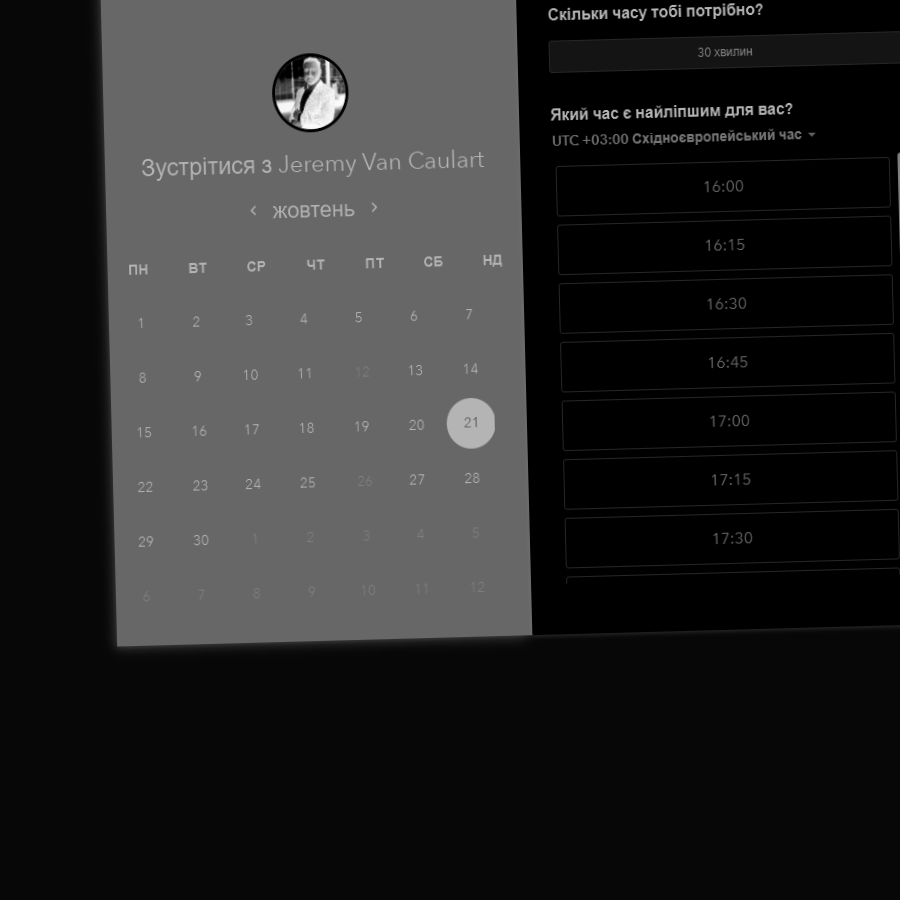 Зустрітися з Jeremy Van Caulart
жовтень
ПН ВТ СР ЧТ ПТ СБ НД
1 2 3 4 5 6 7
8 9 10 11 12 13 14
15 16 17 18 19 20 21
22 23 24 25 26 27 28
29 30 1 2 3 4 5
6 7 8 9 10 11 12
Скільки часу тобі потрібно?
30 хвилин
Який час є найліпшим для вас?
UTC +03:00 Східноєвропейський час
16:00
16:15
16:30
16:45
17:00
17:15
17:30